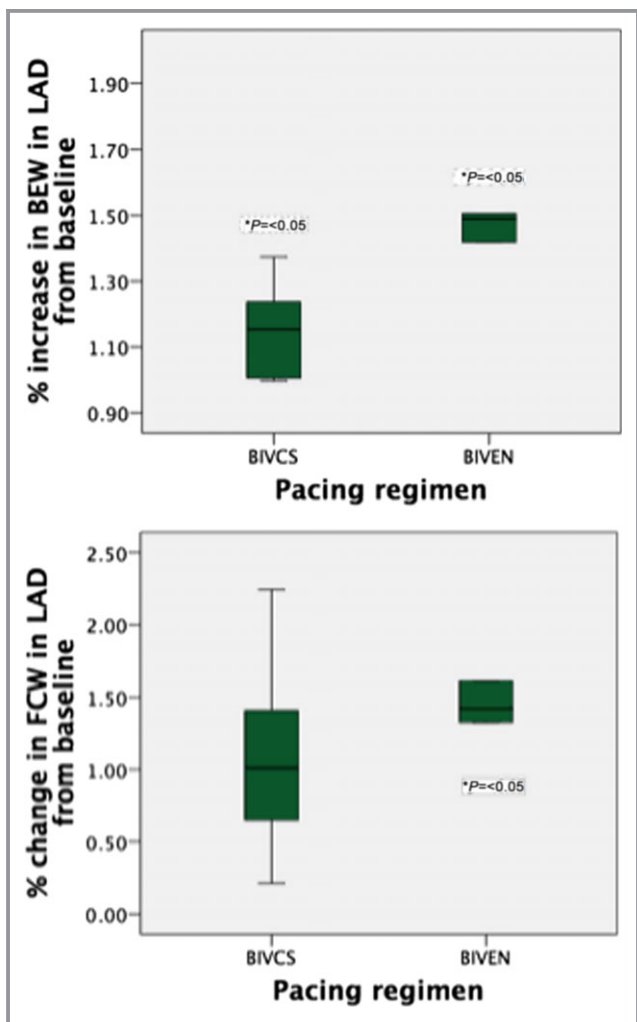 % increase in BEW in LAD
from baseline
1.90
1.70
1.50
1.30
1.10
0.90
*P=<0.05
*P=<0.05
BIVCS
BIVEN
Pacing regimen
% change in FCW in LAD
from baseline
2.50
2.00
1.50
1.00
0.50
0.00
*P=<0.05
BIVCS
BIVEN
Pacing regimen